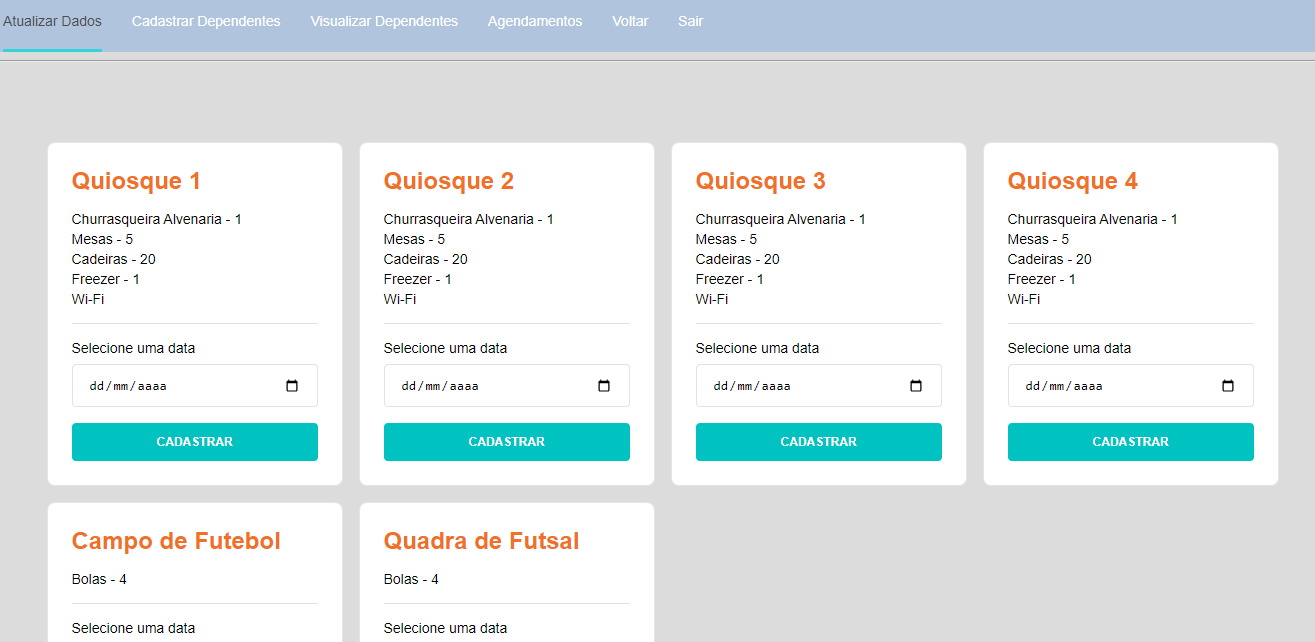 Atualizar Dados Cadastrar Dependentes Visualizar Dependentes Agendamentos Voltar Sair
Quiosque 1
Churrasqueira Alvenaria - 1
Mesas - 5
Cadeiras - 20
Freezer - 1
Wi-Fi
Selecione uma data
dd/mm/aaaa
CADASTRAR
Quiosque 2
Churrasqueira Alvenaria - 1
Mesas - 5
Cadeiras - 20
Freezer - 1
Wi-Fi
Selecione uma data
dd/mm/aaaa
CADASTRAR
Quiosque 3
Churrasqueira Alvenaria - 1
Mesas - 5
Cadeiras - 20
Freezer - 1
Wi-Fi
Selecione uma data
dd/mm/aaaa
CADASTRAR
Quiosque 4
Churrasqueira Alvenaria - 1
Mesas - 5
Cadeiras - 20
Freezer - 1
Wi-Fi
Selecione uma data
dd/mm/aaaa
CADASTRAR
Campo de Futebol
Bolas - 4
Selecione uma data
Quadra de Futsal
Bolas - 4
Selecione uma data